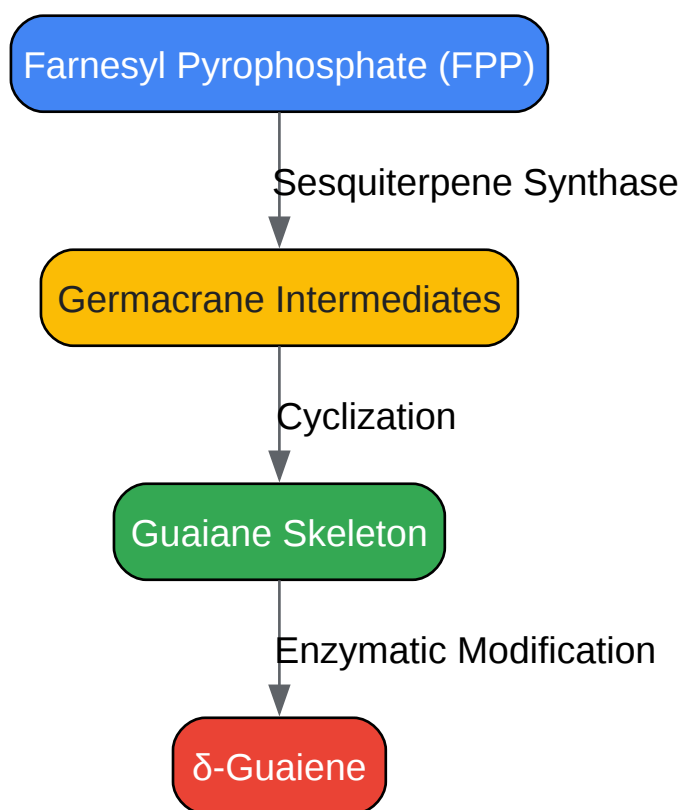 Farnesyl Pyrophosphate (FPP)
Sesquiterpene Synthase
Germacrane Intermediates
Cyclization
Guaiane Skeleton
Enzymatic Modification
δ-Guaiene